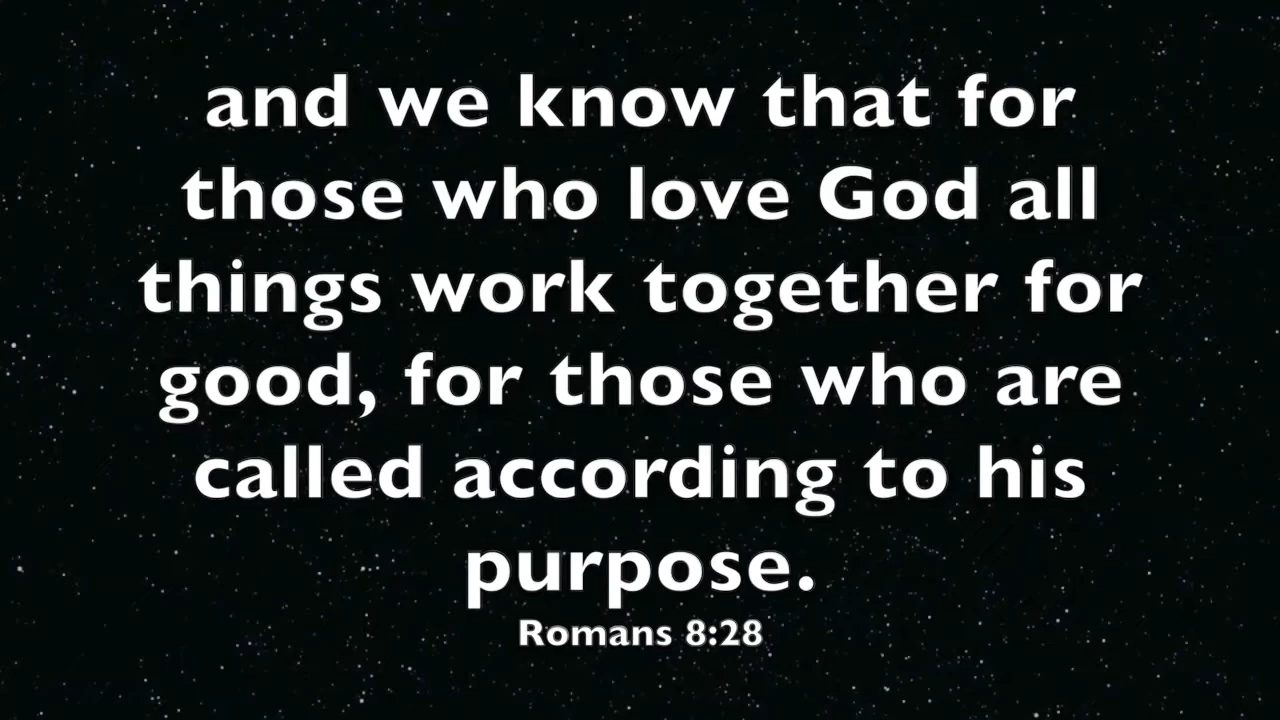 and we know that for
those who love God all
things work together for
good, for those who are
called according to his
purpose.
Romans 8:28